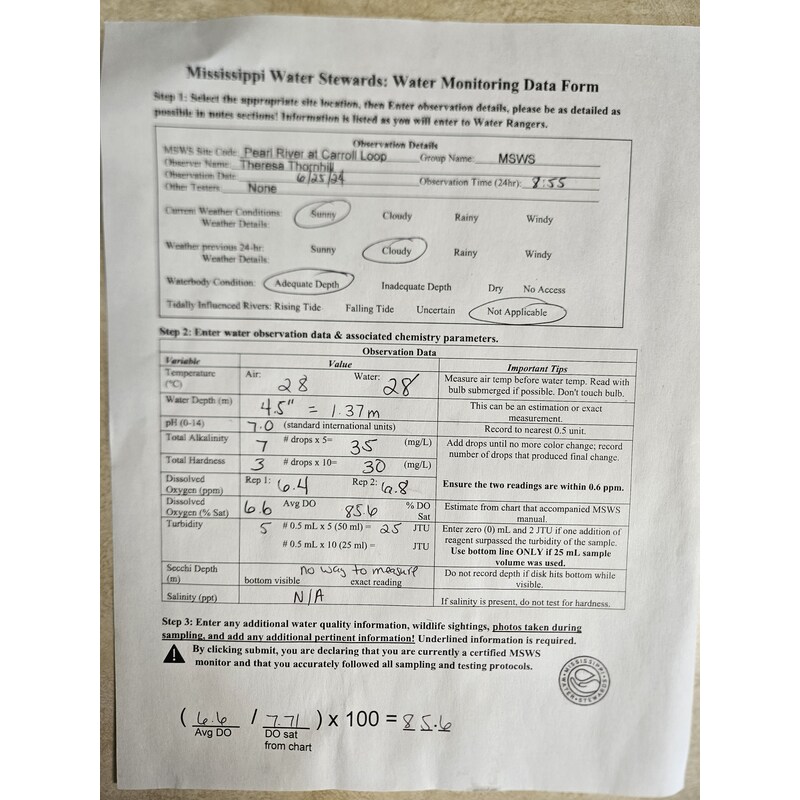 Mississippi Water Stewards: Water Monitoring Data Form
Step 1: Select the appropriate site location, then Enter observation details, please be as detailed as
possible in notes sections! Information is listed as you will enter to Water Rangers.
Observation Details
MSWS Site Code: Pearl River at Carroll Loop Group Name: MSWS
Observer Name: Theresa Thornhill
Observation Date: 6/25/24 Observation Time (24hr): 8:55
Other Testers: None
Current Weather Conditions: Sunny Cloudy Rainy Windy
Weather Details:
Weather previous 24-hr: Sunny Cloudy Rainy Windy
Weather Details:
Waterbody Condition: Adequate Depth Inadequate Depth Dry No Access
Tidally Influenced Rivers: Rising Tide Falling Tide Uncertain Not Applicable
Step 2: Enter water observation data & associated chemistry parameters.
Observation Data
Variable Value Important Tips
Temperature (°C) Air: 28 Water: 28 Measure air temp before water temp. Read with
bulb submerged if possible. Don't touch bulb.
Water Depth (m) 4.5" = 1.37m This can be an estimation or exact
measurement.
pH (0-14) 7.0 (standard international units) Record to nearest 0.5 unit.
Total Alkalinity 7 # drops x 5= 35 (mg/L) Add drops until no more color change; record
number of drops that produced final change.
Total Hardness 3 # drops x 10= 30 (mg/L)
Dissolved Oxygen (ppm) Rep 1: 6.4 Rep 2: 6.8 Ensure the two readings are within 0.6 ppm.
Dissolved Oxygen (% Sat) 6.6 Avg DO 85.6 % DO Sat Estimate from chart that accompanied MSWS
manual.
Turbidity 5 # 0.5 mL x 5 (50 ml) = 25 JTU Enter zero (0) mL and 2 JTU if one addition of
reagent surpassed the turbidity of the sample.
# 0.5 mL x 10 (25 ml) = JTU Use bottom line ONLY if 25 mL sample
volume was used.
Secchi Depth (m) no way to measure Do not record depth if disk hits bottom while
bottom visible exact reading visible.
Salinity (ppt) N/A If salinity is present, do not test for hardness.
Step 3: Enter any additional water quality information, wildlife sightings, photos taken during
sampling, and add any additional pertinent information! Underlined information is required.
By clicking submit, you are declaring that you are currently a certified MSWS
monitor and that you accurately followed all sampling and testing protocols.
MISSISSIPPI WATER STEWARDS
( 6.6 / 7.71 ) x 100 = 85.6
Avg DO DO sat
from chart